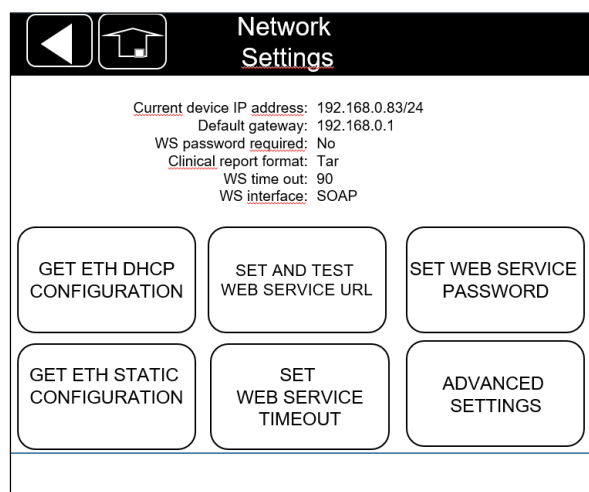 Network
Settings
Current device IP address: 192.168.0.83/24
Default gateway: 192.168.0.1
WS password required: No
Clinical report format: Tar
WS time out: 90
WS interface: SOAP
GET ETH DHCP
CONFIGURATION
SET AND TEST
WEB SERVICE URL
SET WEB SERVICE
PASSWORD
GET ETH STATIC
CONFIGURATION
SET
WEB SERVICE
TIMEOUT
ADVANCED
SETTINGS